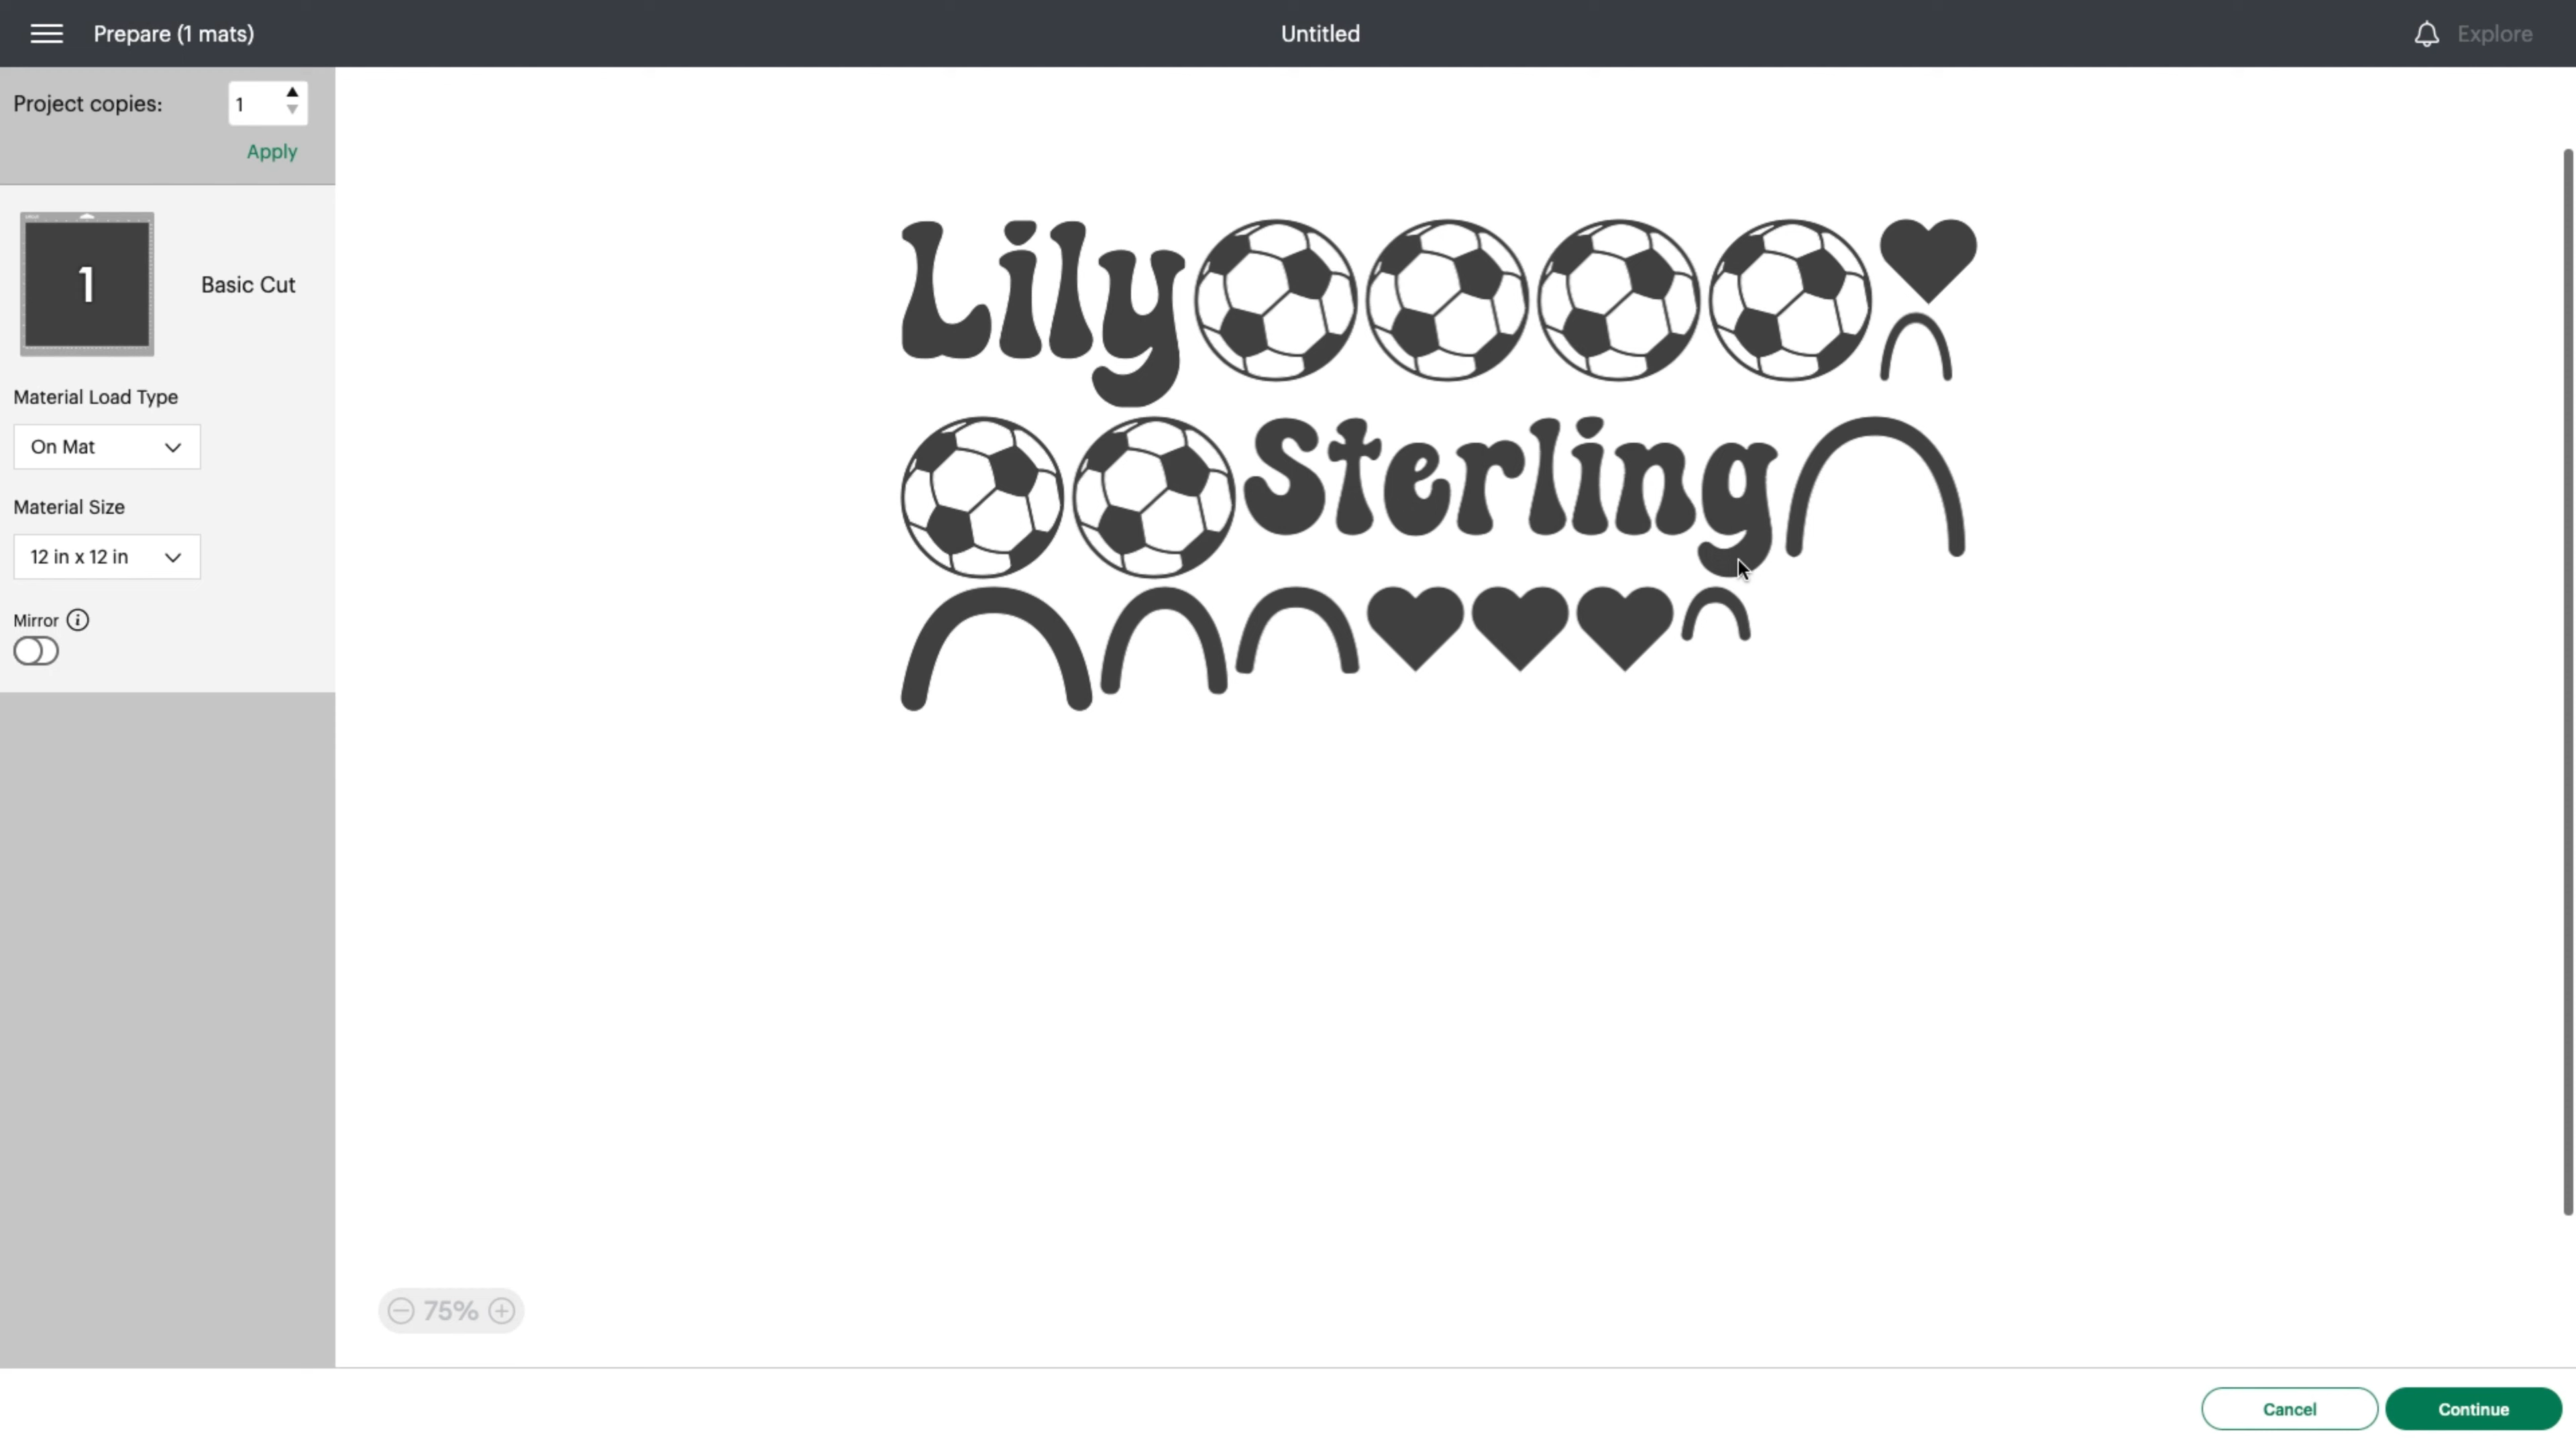 Prepare (1 mats)
Untitled
Explore
Project copies:
1
Apply
1
Basic Cut
Material Load Type
On Mat
Material Size
12 in x 12 in
Mirror
Lily
Sterling
75%
Cancel
Continue